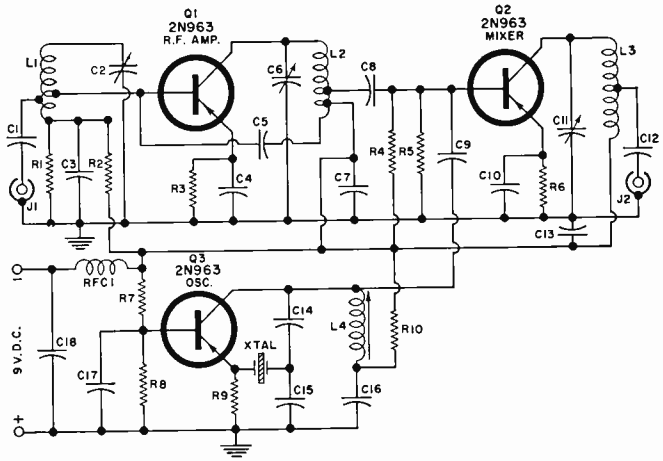 Q1
2N963
R.F. AMP.
Q2
2N963
MIXER
L1
C2
C6
L2
C8
C11
L3
C1
C5
C9
C12
R1
C3
R2
R3
C4
C7
R4
R5
C10
R6
J1
J2
C13
RFC1
Q3
2N963
OSC.
R7
C14
L4
R10
9 V.D.C.
C18
XTAL
C17
R8
R9
C15
C16
+